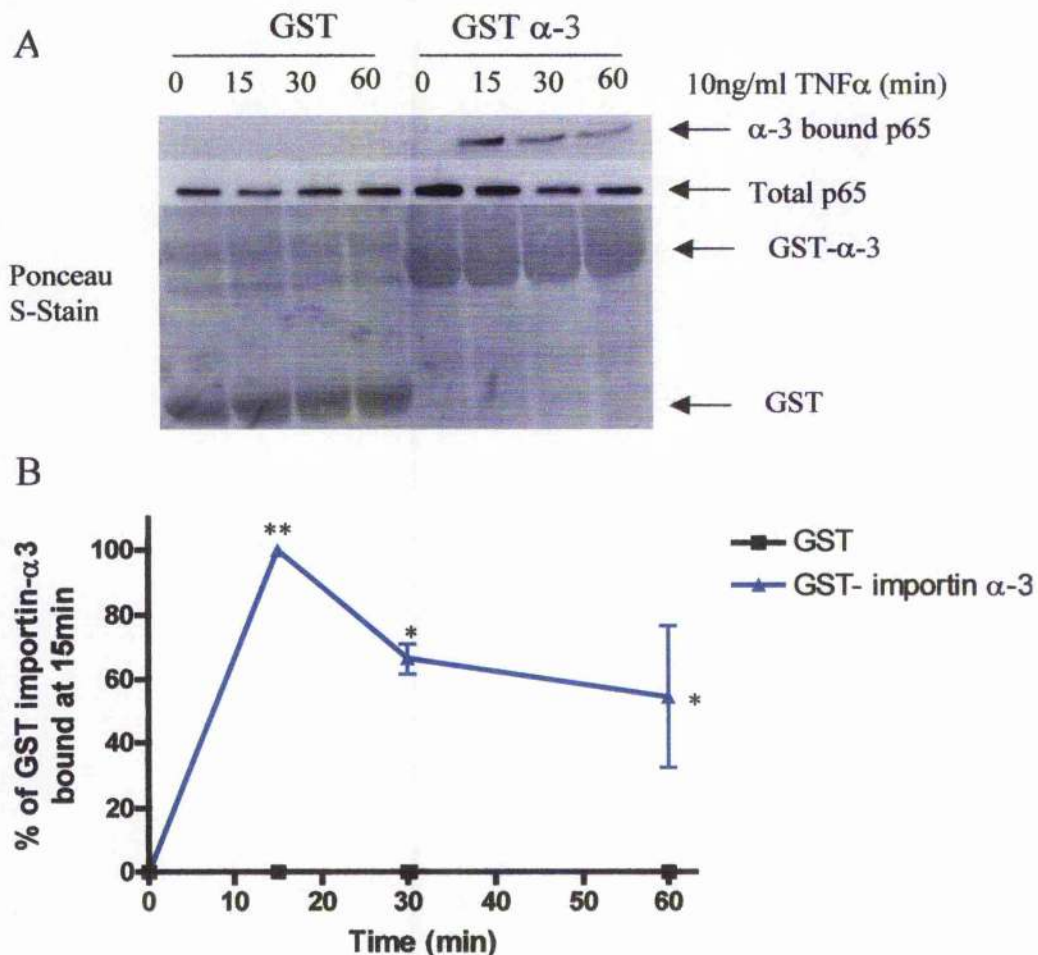 A
GST
GST α-3
0 15 30 60 0 15 30 60 10ng/ml TNFα (min)
α-3 bound p65
Total p65
GST-α-3
Ponceau
S-Stain
GST
B
% of GST importin-α3
bound at 15min
100
80
60
40
20
0
**
*
*
GST
GST- importin α-3
0 10 20 30 40 50 60
Time (min)